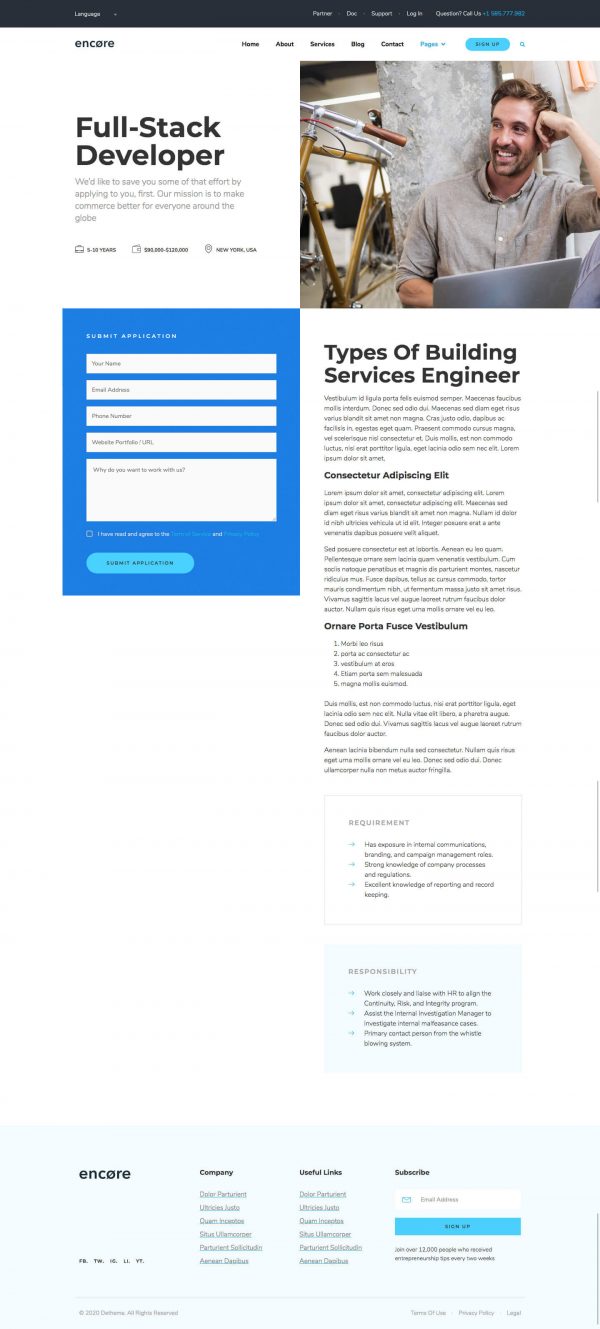 Language
Partner Doc Support Log In Question? Call Us +1 585.777.982
encøre
Home About Services Blog Contact Pages SIGN UP
Full-Stack
Developer
We'd like to save you some of that effort by
applying to you, first. Our mission is to make
commerce better for everyone around the
globe
5-10 YEARS $90,000-$120,000 NEW YORK, USA
SUBMIT APPLICATION
Your Name
Email Address
Phone Number
Website Portfolio / URL
Why do you want to work with us?
I have read and agree to the Term of Service and Privacy Policy
SUBMIT APPLICATION
Types Of Building
Services Engineer
Vestibulum id ligula porta felis euismod semper. Maecenas faucibus
mollis interdum. Donec sed odio dui. Maecenas sed diam eget risus
varius blandit sit amet non magna. Cras justo odio, dapibus ac
facilisis in, egestas eget quam. Praesent commodo cursus magna,
vel scelerisque nisl consectetur et. Duis mollis, est non commodo
luctus, nisi erat porttitor ligula, eget lacinia odio sem nec elit. Lorem
ipsum dolor sit amet,
Consectetur Adipiscing Elit
Lorem ipsum dolor sit amet, consectetur adipiscing elit. Lorem
ipsum dolor sit amet, consectetur adipiscing elit. Maecenas sed
diam eget risus varius blandit sit amet non magna. Nullam id dolor
id nibh ultricies vehicula ut id elit. Integer posuere erat a ante
venenatis dapibus posuere velit aliquet.
Sed posuere consectetur est at lobortis. Aenean eu leo quam.
Pellentesque ornare sem lacinia quam venenatis vestibulum. Cum
sociis natoque penatibus et magnis dis parturient montes, nascetur
ridiculus mus. Fusce dapibus, tellus ac cursus commodo, tortor
mauris condimentum nibh, ut fermentum massa justo sit amet risus.
Vivamus sagittis lacus vel augue laoreet rutrum faucibus dolor
auctor. Nullam quis risus eget urna mollis ornare vel eu leo.
Ornare Porta Fusce Vestibulum
1. Morbi leo risus
2. porta ac consectetur ac
3. vestibulum at eros
4. Etiam porta sem malesuada
5. magna mollis euismod.
Duis mollis, est non commodo luctus, nisi erat porttitor ligula, eget
lacinia odio sem nec elit. Nulla vitae elit libero, a pharetra augue.
Donec sed odio dui. Vivamus sagittis lacus vel augue laoreet rutrum
faucibus dolor auctor.
Aenean lacinia bibendum nulla sed consectetur. Nullam quis risus
eget urna mollis ornare vel eu leo. Donec sed odio dui. Donec
ullamcorper nulla non metus auctor fringilla.
REQUIREMENT
Has exposure in internal communications,
branding, and campaign management roles.
Strong knowledge of company processes
and regulations.
Excellent knowledge of reporting and record
keeping.
RESPONSIBILITY
Work closely and liaise with HR to align the
Continuity, Risk, and Integrity program.
Assist the Internal Investigation Manager to
investigate internal malfeasance cases.
Primary contact person from the whistle
blowing system.
encøre
FB. TW. IG. LI. YT.
Company
Dolor Parturient
Ultricies Justo
Quam Inceptos
Situs Ullamcorper
Parturient Sollicitudin
Aenean Dapibus
Useful Links
Dolor Parturient
Ultricies Justo
Quam Inceptos
Situs Ullamcorper
Parturient Sollicitudin
Aenean Dapibus
Subscribe
Email Address
SIGN UP
Join over 12,000 people who received
entrepreneurship tips every two weeks
© 2020 Detheme. All Rights Reserved
Terms Of Use Privacy Policy Legal